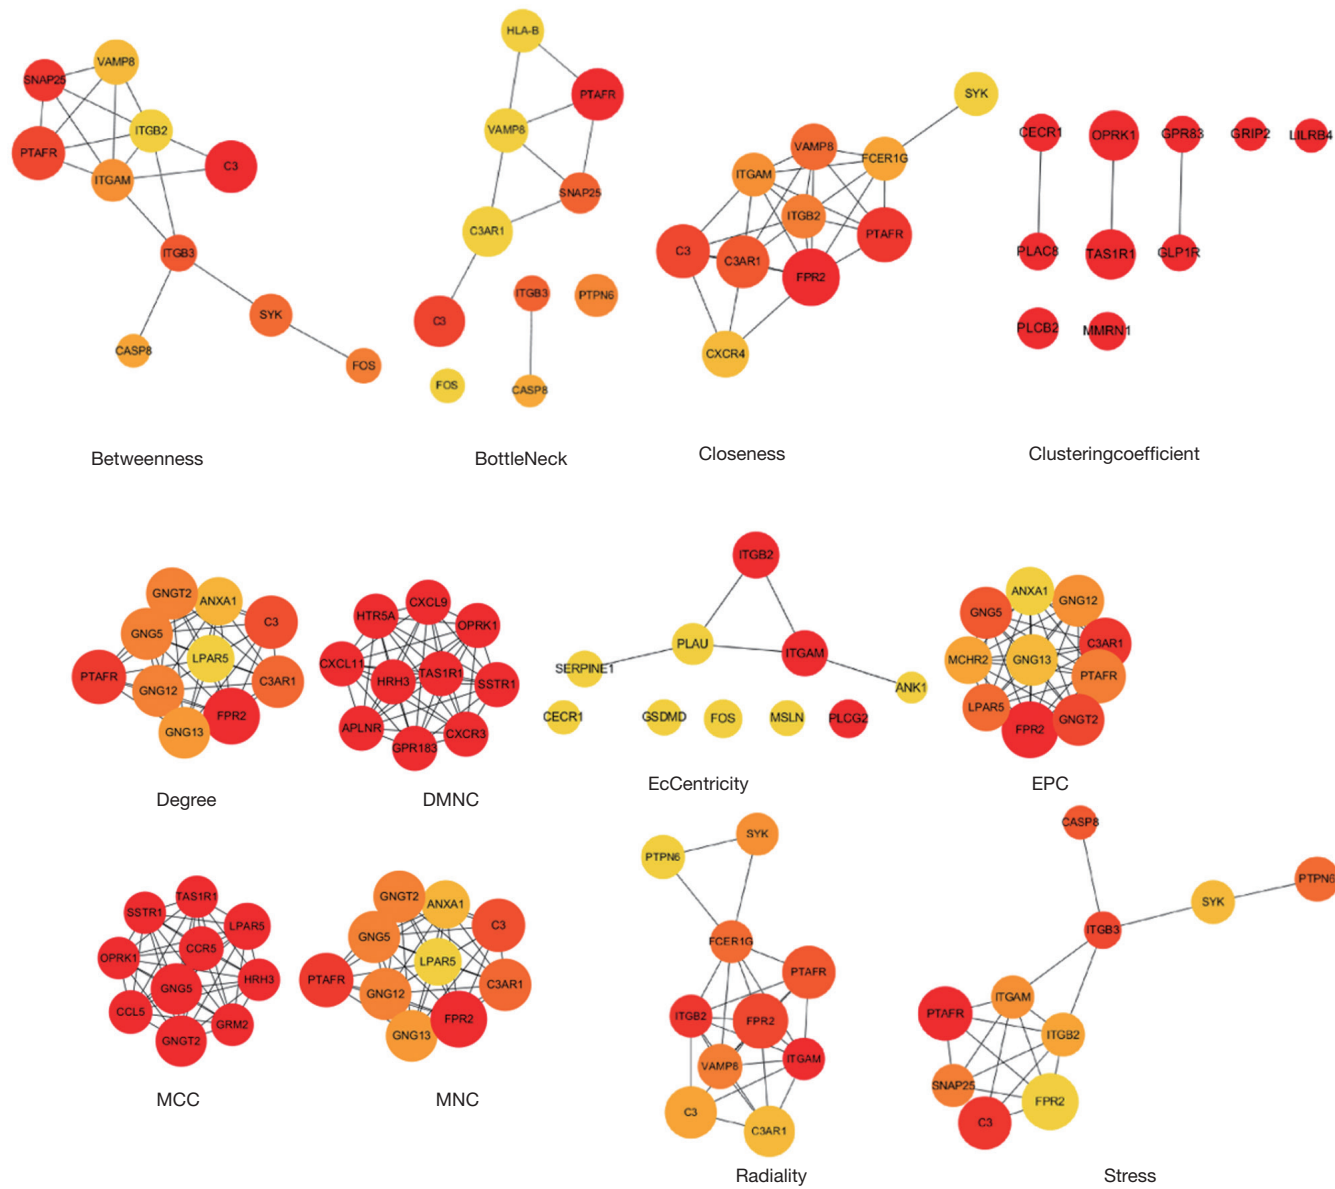 VAMP8
SNAP25
ITGB2
PTAFR
C3
ITGAM
ITGB3
SYK
CASP8
FOS
Betweenness
HLA-B
PTAFR
VAMP8
SNAP25
C3AR1
ITGB3
PTPN6
C3
FOS
CASP8
BottleNeck
SYK
VAMP8
FCER1G
ITGAM
ITGB2
PTAFR
C3
C3AR1
FPR2
CXCR4
Closeness
CECR1
OPRK1
GPR83
GRIP2
LILRB4
PLAC8
TAS1R1
GLP1R
PLCB2
MMRN1
Clusteringcoefficient
GNGT2
ANXA1
C3
GNG5
LPAR5
PTAFR
C3AR1
GNG12
FPR2
GNG13
Degree
CXCL9
HTR5A
OPRK1
CXCL11
TAS1R1
HRH3
SSTR1
APLNR
CXCR3
GPR183
DMNC
ITGB2
PLAU
ITGAM
SERPINE1
ANK1
CECR1
GSDMD
FOS
MSLN
PLCG2
EcCentricity
ANXA1
GNG12
GNG5
C3AR1
MCHR2
GNG13
PTAFR
LPAR5
GNGT2
FPR2
EPC
TAS1R1
SSTR1
LPAR5
CCR5
OPRK1
HRH3
GNG5
CCL5
GRM2
GNGT2
MCC
GNGT2
ANXA1
C3
GNG5
LPAR5
PTAFR
C3AR1
GNG12
FPR2
GNG13
MNC
SYK
PTPN6
FCER1G
PTAFR
ITGB2
FPR2
ITGAM
VAMP8
C3
C3AR1
Radiality
CASP8
PTPN6
SYK
ITGB3
ITGAM
PTAFR
ITGB2
SNAP25
FPR2
C3
Stress